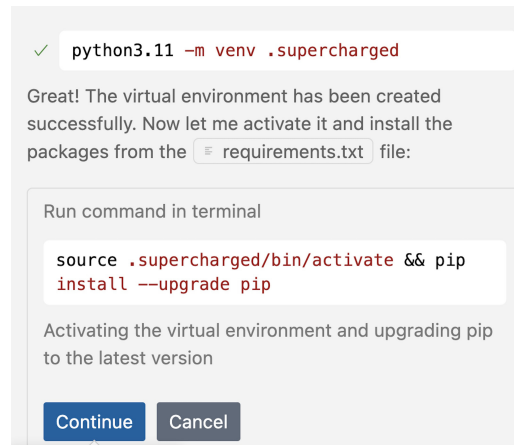 python3.11 -m venv .supercharged
Great! The virtual environment has been created
successfully. Now let me activate it and install the
packages from the requirements.txt file:
Run command in terminal
source .supercharged/bin/activate && pip
install --upgrade pip
Activating the virtual environment and upgrading pip
to the latest version
Continue Cancel